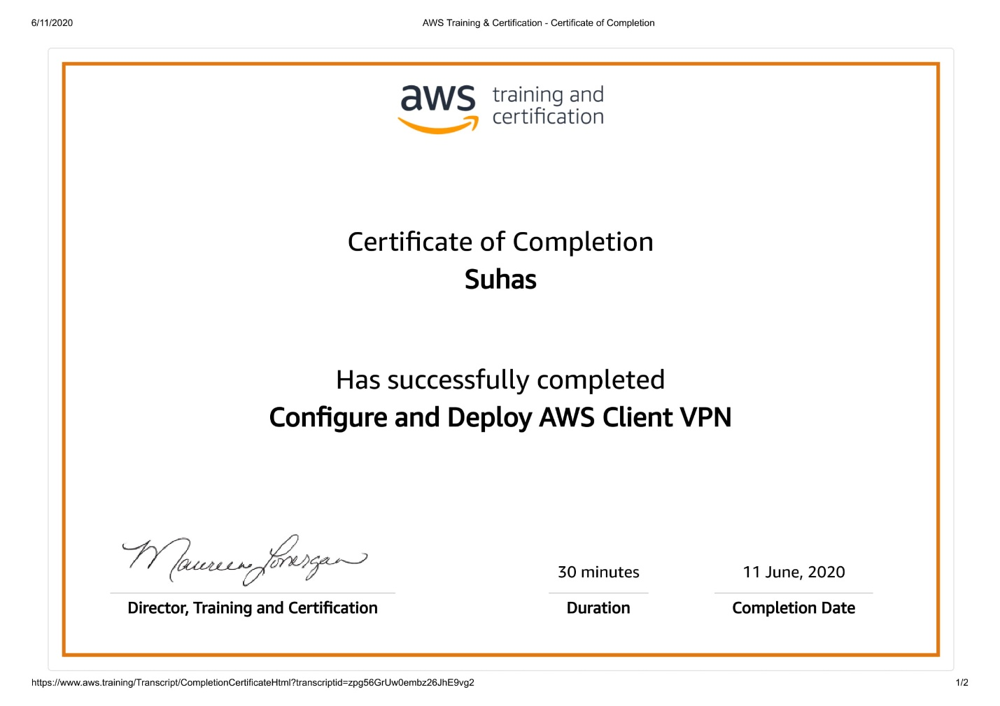 6/11/2020
AWS Training & Certification - Certificate of Completion
aws training and
certification
Certificate of Completion
Suhas
Has successfully completed
Configure and Deploy AWS Client VPN
Maureen Lonergan
30 minutes
11 June, 2020
Director, Training and Certification
Duration
Completion Date
https://www.aws.training/Transcript/CompletionCertificateHtml?transcriptid=zpg56GrUw0embz26JhE9vg2
1/2